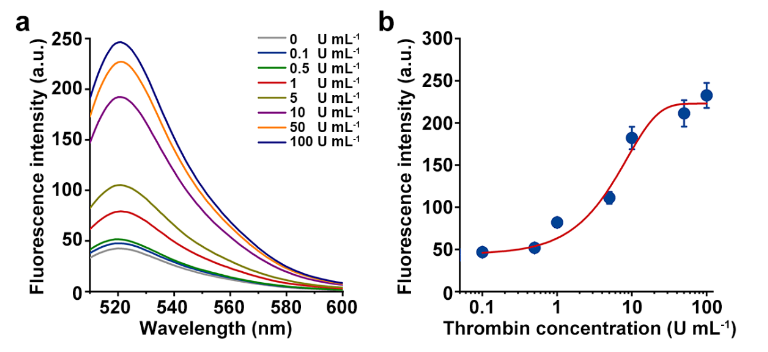 a
Fluorescence intensity (a.u.)
250
200
150
100
50
0
520
540
560
580
600
Wavelength (nm)
0 U mL⁻¹
0.1 U mL⁻¹
0.5 U mL⁻¹
1 U mL⁻¹
5 U mL⁻¹
10 U mL⁻¹
50 U mL⁻¹
100 U mL⁻¹
b
Fluorescence intensity (a.u.)
300
250
200
150
100
50
0
0.1
1
10
100
Thrombin concentration (U mL⁻¹)